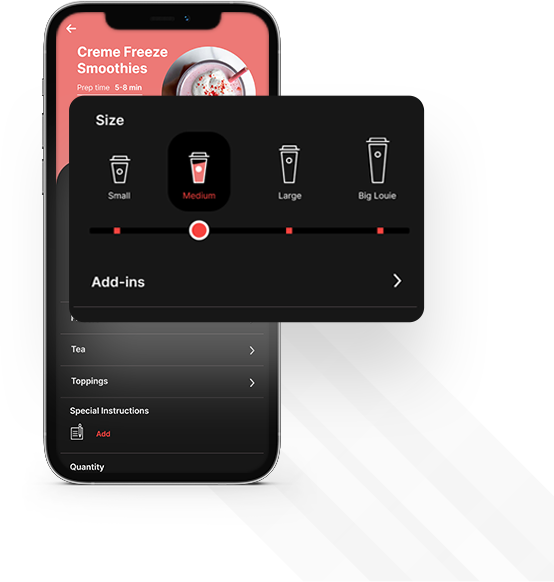 Creme Freeze
Smoothies
Prep time 5-8 min
Size
Small Medium Large Big Louie
Add-ins
Tea
Toppings
Special Instructions
Add
Quantity